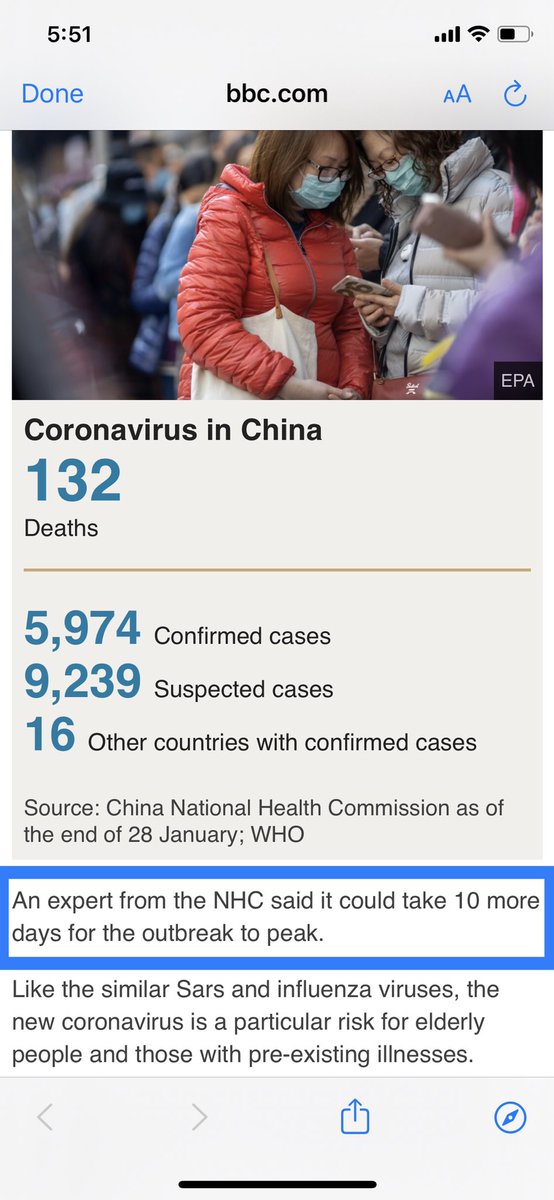 5:51
Done
bbc.com
AA
EPA
Coronavirus in China
132
Deaths
5,974 Confirmed cases
9,239 Suspected cases
16 Other countries with confirmed cases
Source: China National Health Commission as of
the end of 28 January; WHO
An expert from the NHC said it could take 10 more
days for the outbreak to peak.
Like the similar Sars and influenza viruses, the
new coronavirus is a particular risk for elderly
people and those with pre-existing illnesses.